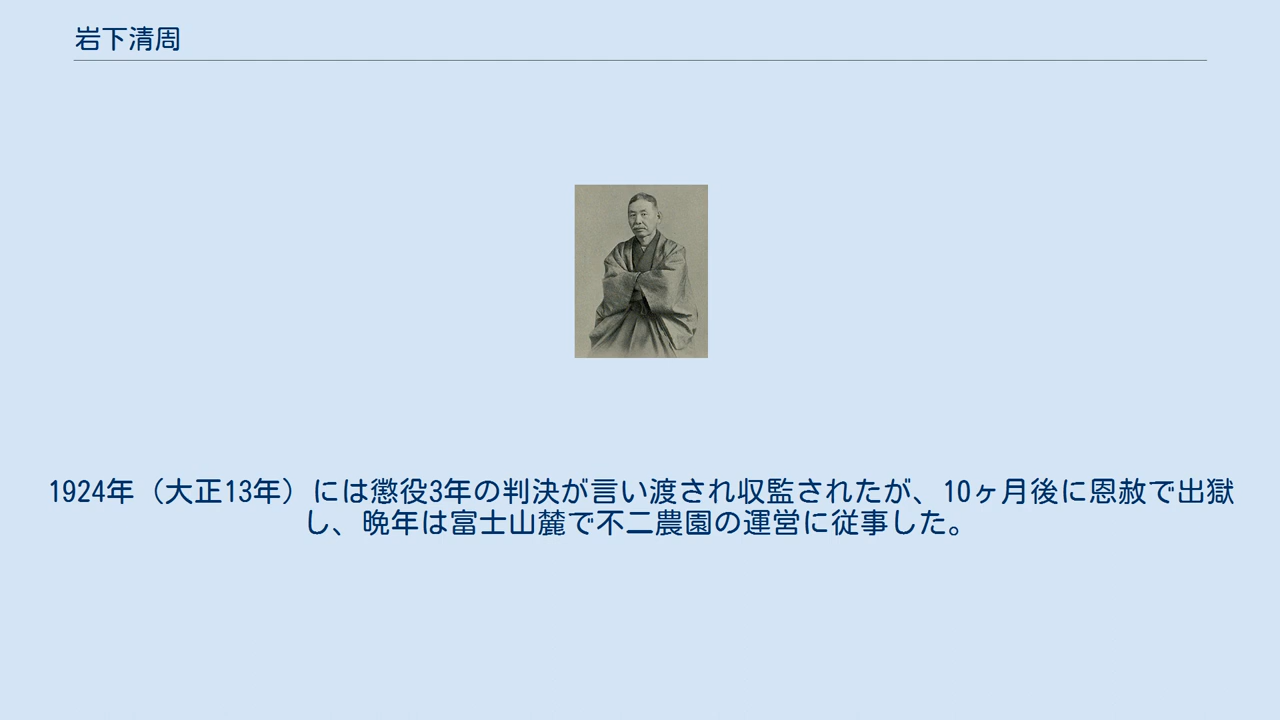 岩下清周
1924年（大正13年）には懲役3年の判決が言い渡され収監されたが、10ヶ月後に恩赦で出獄
し、晩年は富士山麓で不二農園の運営に従事した。